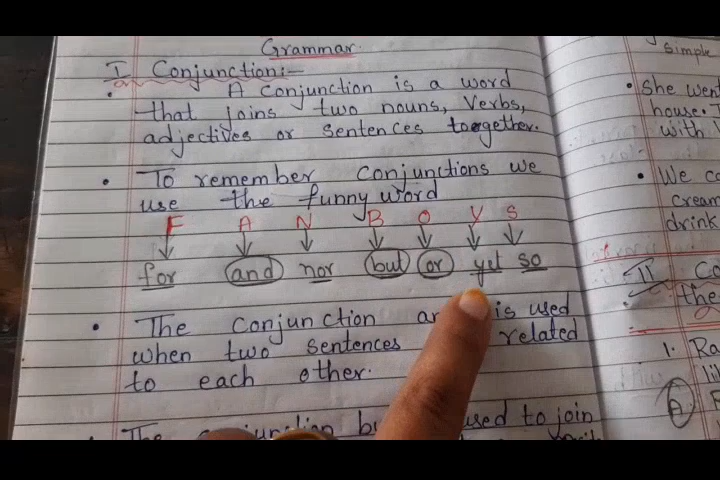 Grammar.
I Conjunction:-
• A conjunction is a word
that joins two nouns, verbs,
adjectives or sentences together.
• To remember conjunctions we
use the funny word
F A N B O Y S
for and nor but or yet so
• The conjunction is used
when two sentences related
to each other.
The used to join
simple
• She went
house.
with
• We
cream
drink
II
the
1. Ra